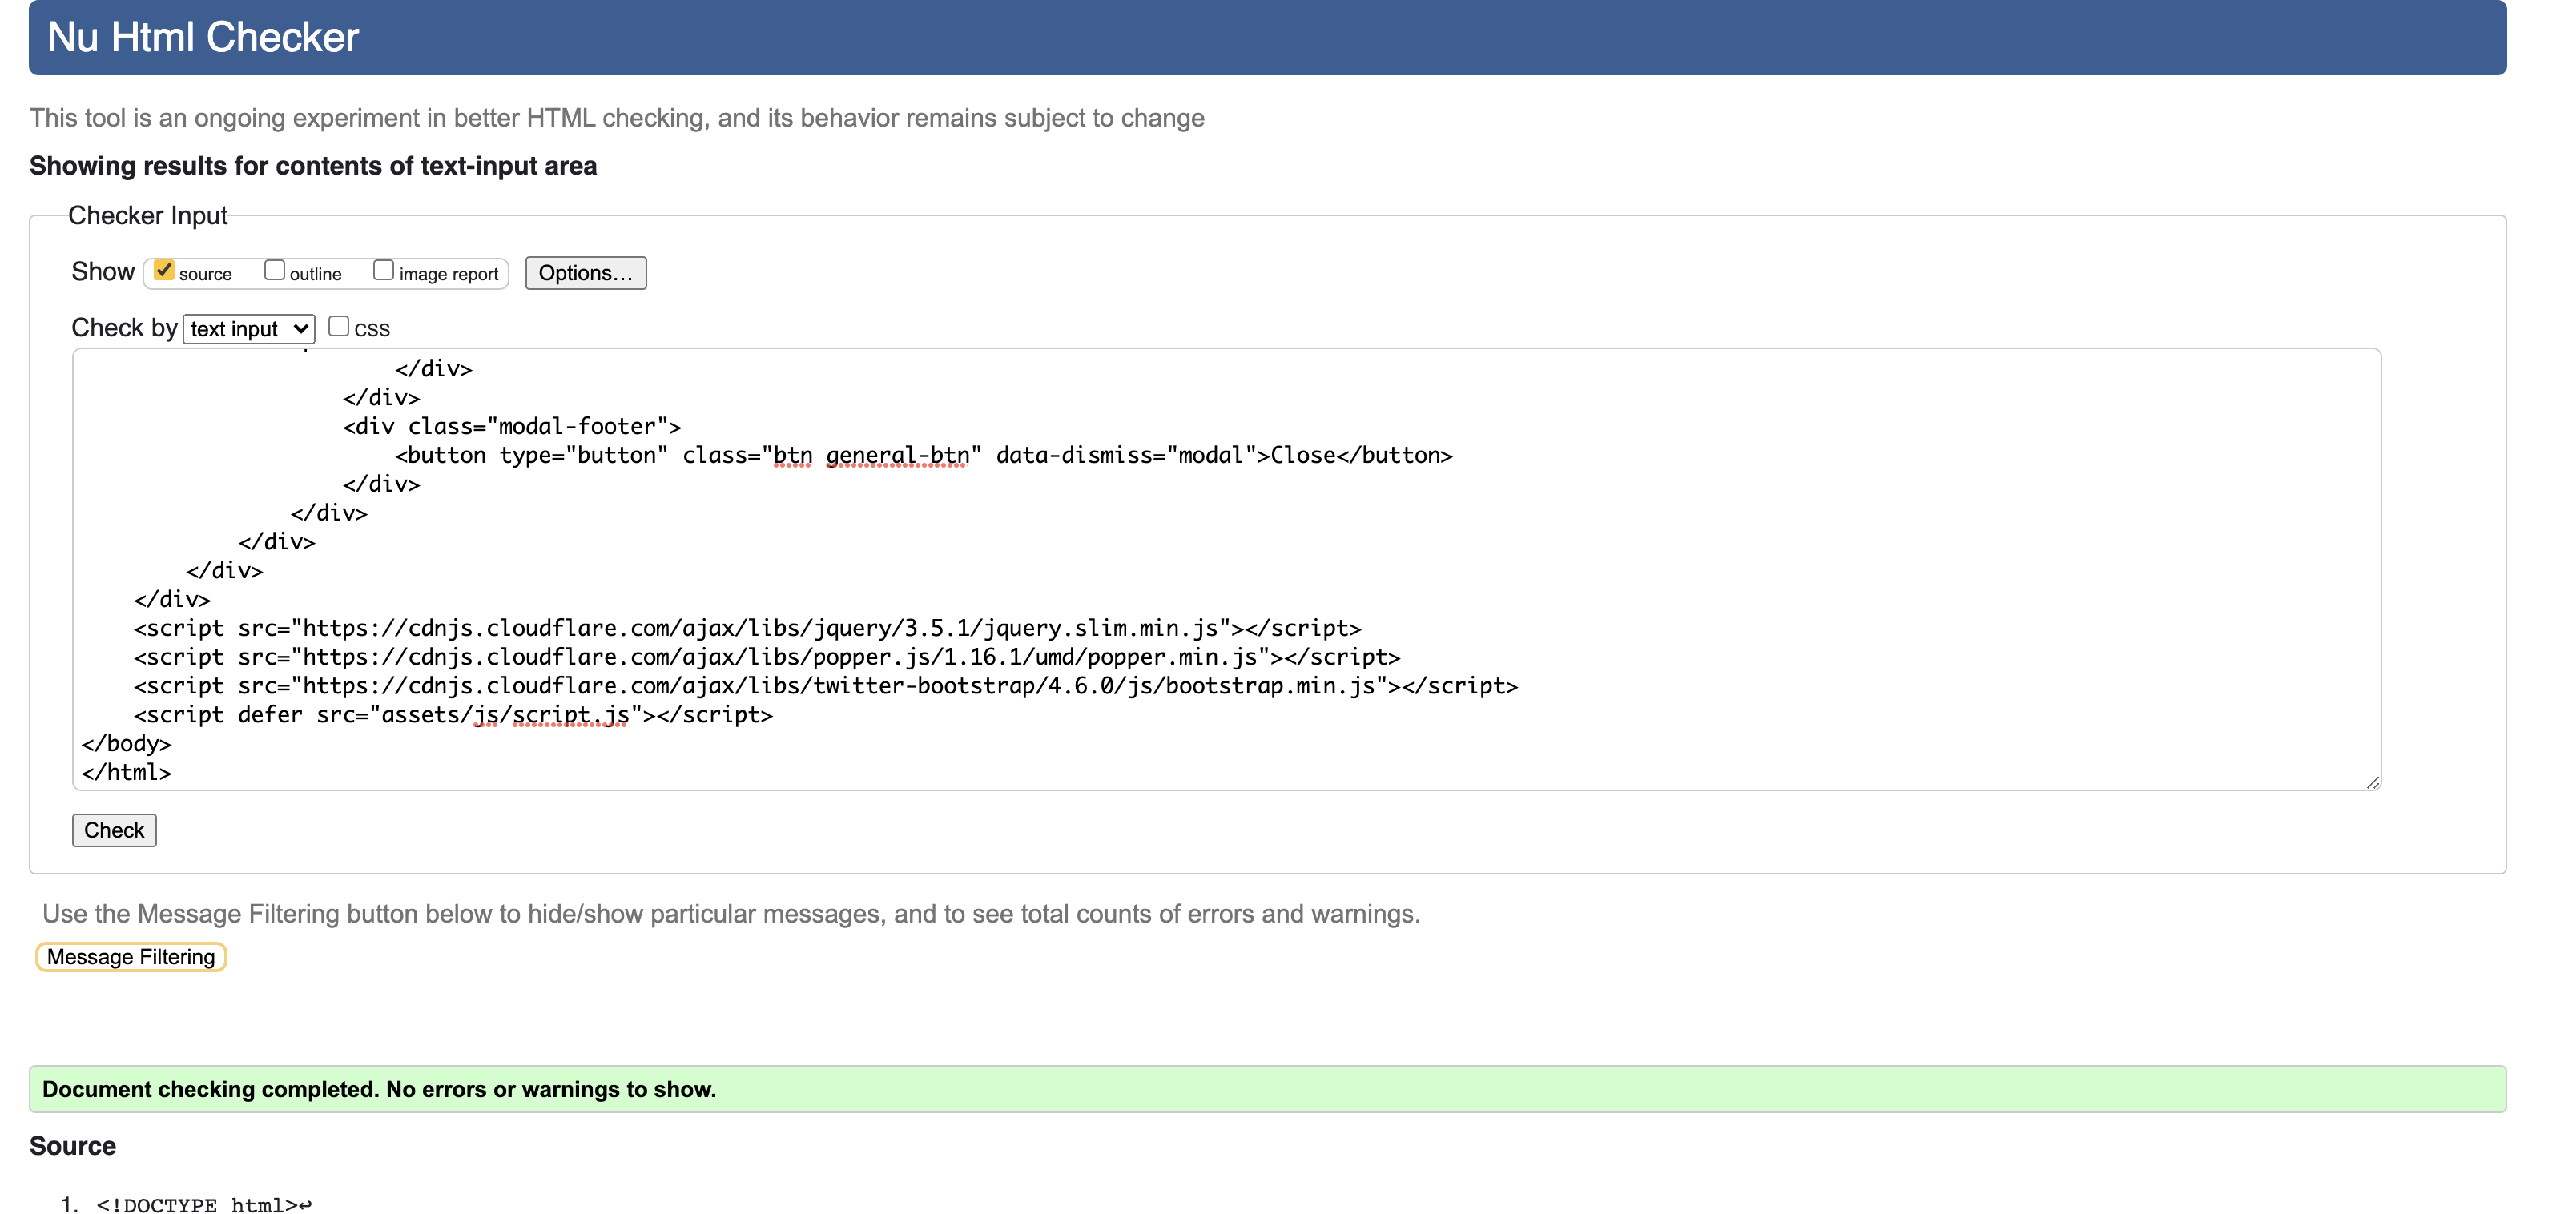 Nu Html Checker
This tool is an ongoing experiment in better HTML checking, and its behavior remains subject to change
Showing results for contents of text-input area
Checker Input
Show source outline image report Options...
Check by text input CSS
</div>
</div>
<div class="modal-footer">
<button type="button" class="btn general-btn" data-dismiss="modal">Close</button>
</div>
</div>
</div>
</div>
</div>
<script src="https://cdnjs.cloudflare.com/ajax/libs/jquery/3.5.1/jquery.slim.min.js"></script>
<script src="https://cdnjs.cloudflare.com/ajax/libs/popper.js/1.16.1/umd/popper.min.js"></script>
<script src="https://cdnjs.cloudflare.com/ajax/libs/twitter-bootstrap/4.6.0/js/bootstrap.min.js"></script>
<script defer src="assets/js/script.js"></script>
</body>
</html>
Check
Use the Message Filtering button below to hide/show particular messages, and to see total counts of errors and warnings.
Message Filtering
Document checking completed. No errors or warnings to show.
Source
1. <!DOCTYPE html>↩